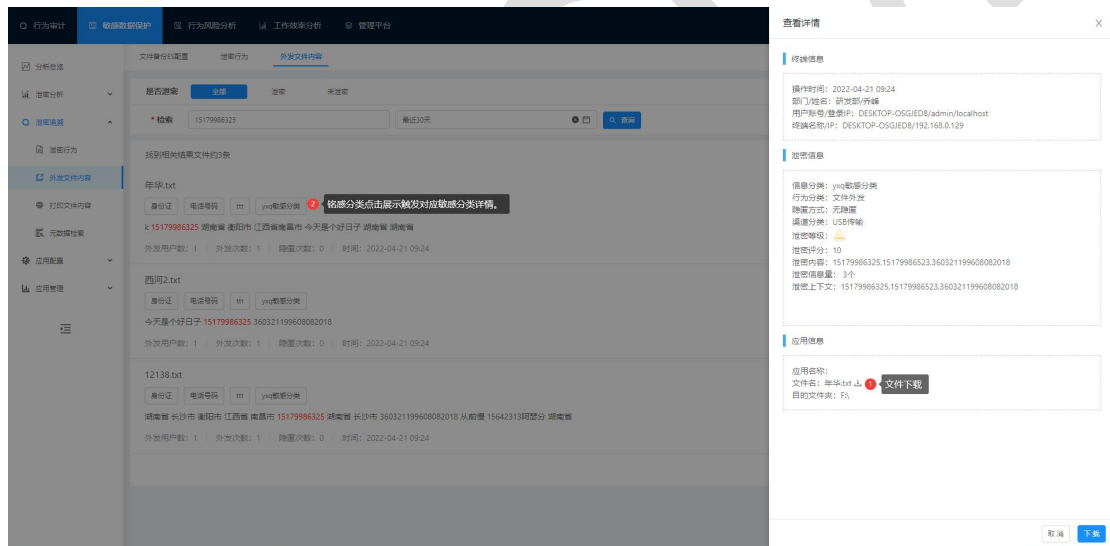 行为审计 敏感数据保护 行为风险分析 工作效率分析 管理平台
分析总览
泄密分析
泄密追溯
泄密行为
外发文件内容
打印文件内容
元数据检索
应用配置
应用管理
文件备份ES配置 泄密行为 外发文件内容
是否泄密 全部 泄密 未泄密
*检索 15179986325 最近30天 查询
找到相关结果文件约3条
年华.txt
身份证 电话号码 ttt yxq敏感分类 2 铭感分类点击展示触发对应敏感分类详情。
k 15179986325 湖南省 衡阳市 江西省南昌市 今天是个好日子 湖南省 湖南省
外发用户数：1 外发次数：1 隐匿次数：0 时间：2022-04-21 09:24
西河2.txt
身份证 电话号码 ttt yxq敏感分类
今天是个好日子 15179986325 360321199608082018
外发用户数：1 外发次数：1 隐匿次数：0 时间：2022-04-21 09:24
12138.txt
身份证 电话号码 ttt yxq敏感分类
湖南省 长沙市 衡阳市 江西省 南昌市 15179986325 湖南省 长沙市 360321199608082018 从前慢 15642313阿瑟分 湖南省
外发用户数：1 外发次数：1 隐匿次数：0 时间：2022-04-21 09:24
查看详情
终端信息
操作时间：2022-04-21 09:24
部门/姓名：研发部/乔峰
用户账号/登录IP：DESKTOP-OSGJED8/admin/localhost
终端名称/IP：DESKTOP-OSGJED8/192.168.0.129
泄密信息
信息分类：yxq敏感分类
行为分类：文件外发
隐匿方式：无隐匿
渠道分类：USB传输
泄密等级：
泄密评分：10
泄密内容：15179986325,15179986523,360321199608082018
泄密信息量：3个
泄密上下文：15179986325,15179986523,360321199608082018
应用信息
应用名称：
文件名：年华.txt 1 文件下载
目的文件夹：F:\
取消 下载